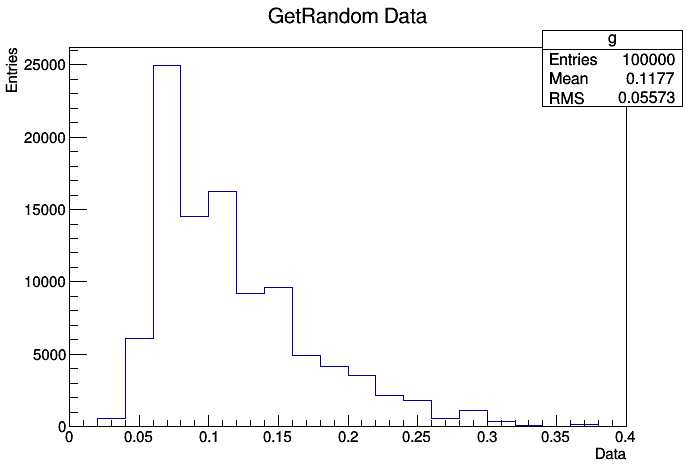 GetRandom Data
g
Entries 100000
Mean 0.1177
RMS 0.05573
Entries
25000
20000
15000
10000
5000
0
0 0.05 0.1 0.15 0.2 0.25 0.3 0.35 0.4
Data